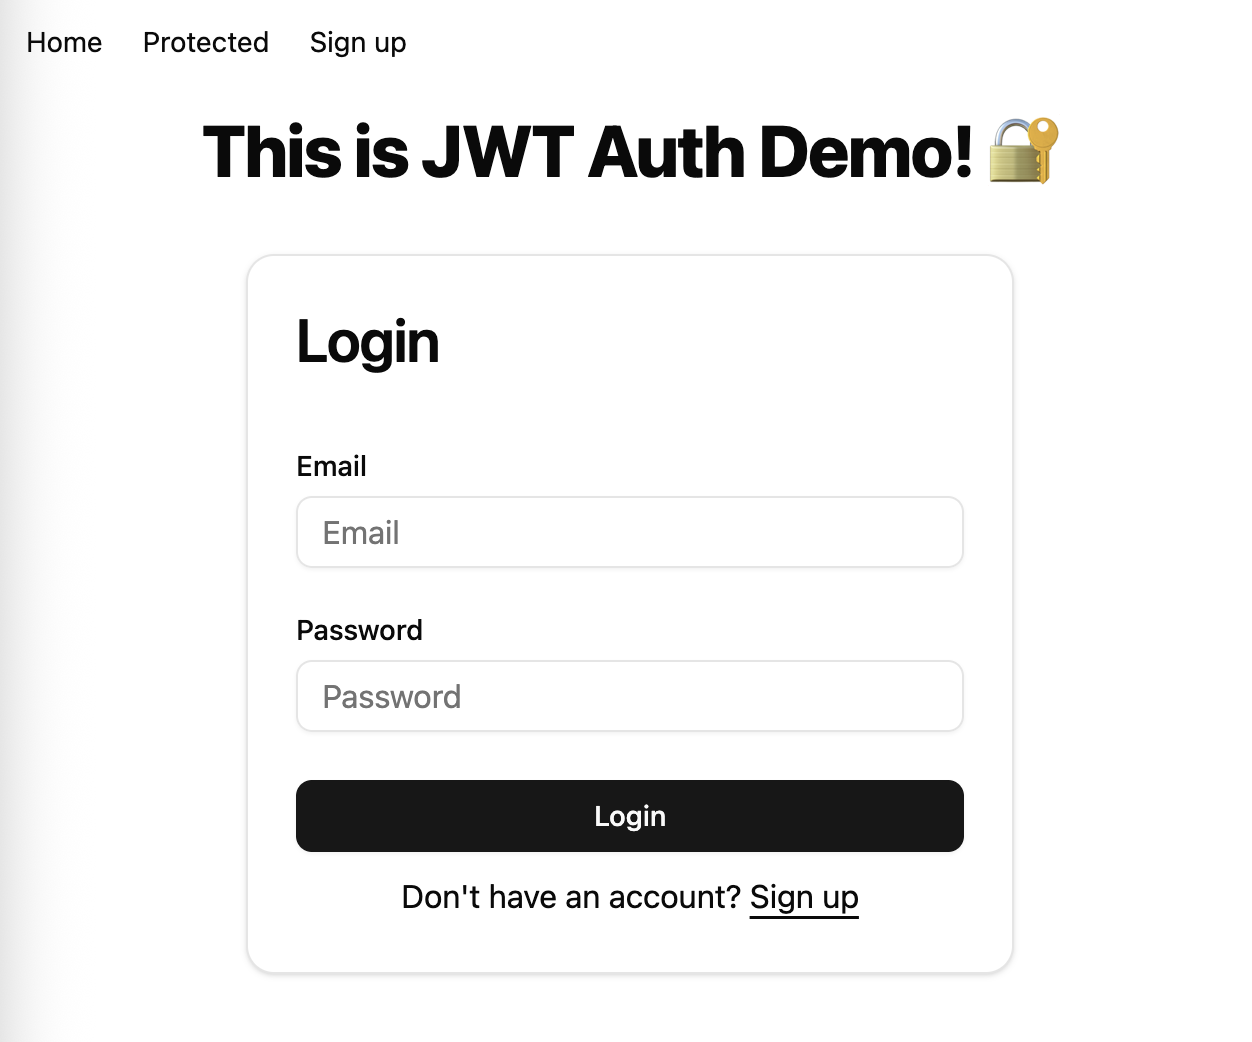 Home Protected Sign up
This is JWT Auth Demo! 🔐
Login
Email
Email
Password
Password
Login
Don't have an account? Sign up